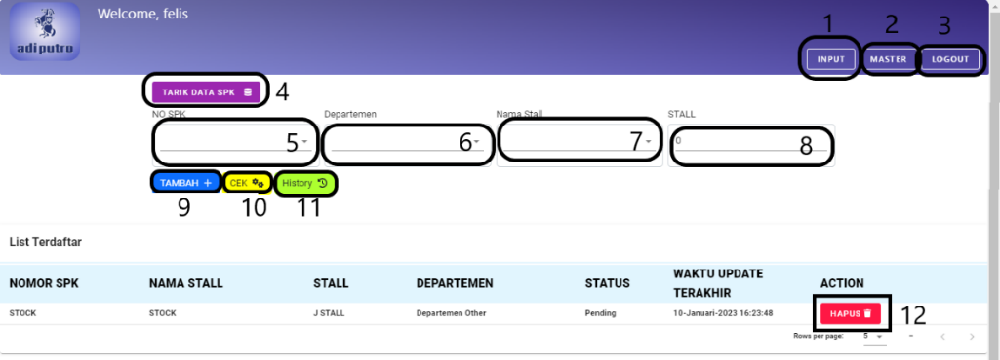 Welcome, felis
adiputro
1 2 3
INPUT MASTER LOGOUT
TARIK DATA SPK 4
NO SPK Departemen Nama Stall STALL
5 6 7 0 8
TAMBAH + CEK History
9 10 11
List Terdaftar
NOMOR SPK NAMA STALL STALL DEPARTEMEN STATUS WAKTU UPDATE TERAKHIR ACTION
STOCK STOCK J STALL Departemen Other Pending 10-Januari-2023 16:23:48 HAPUS 12
Rows per page: 5 –